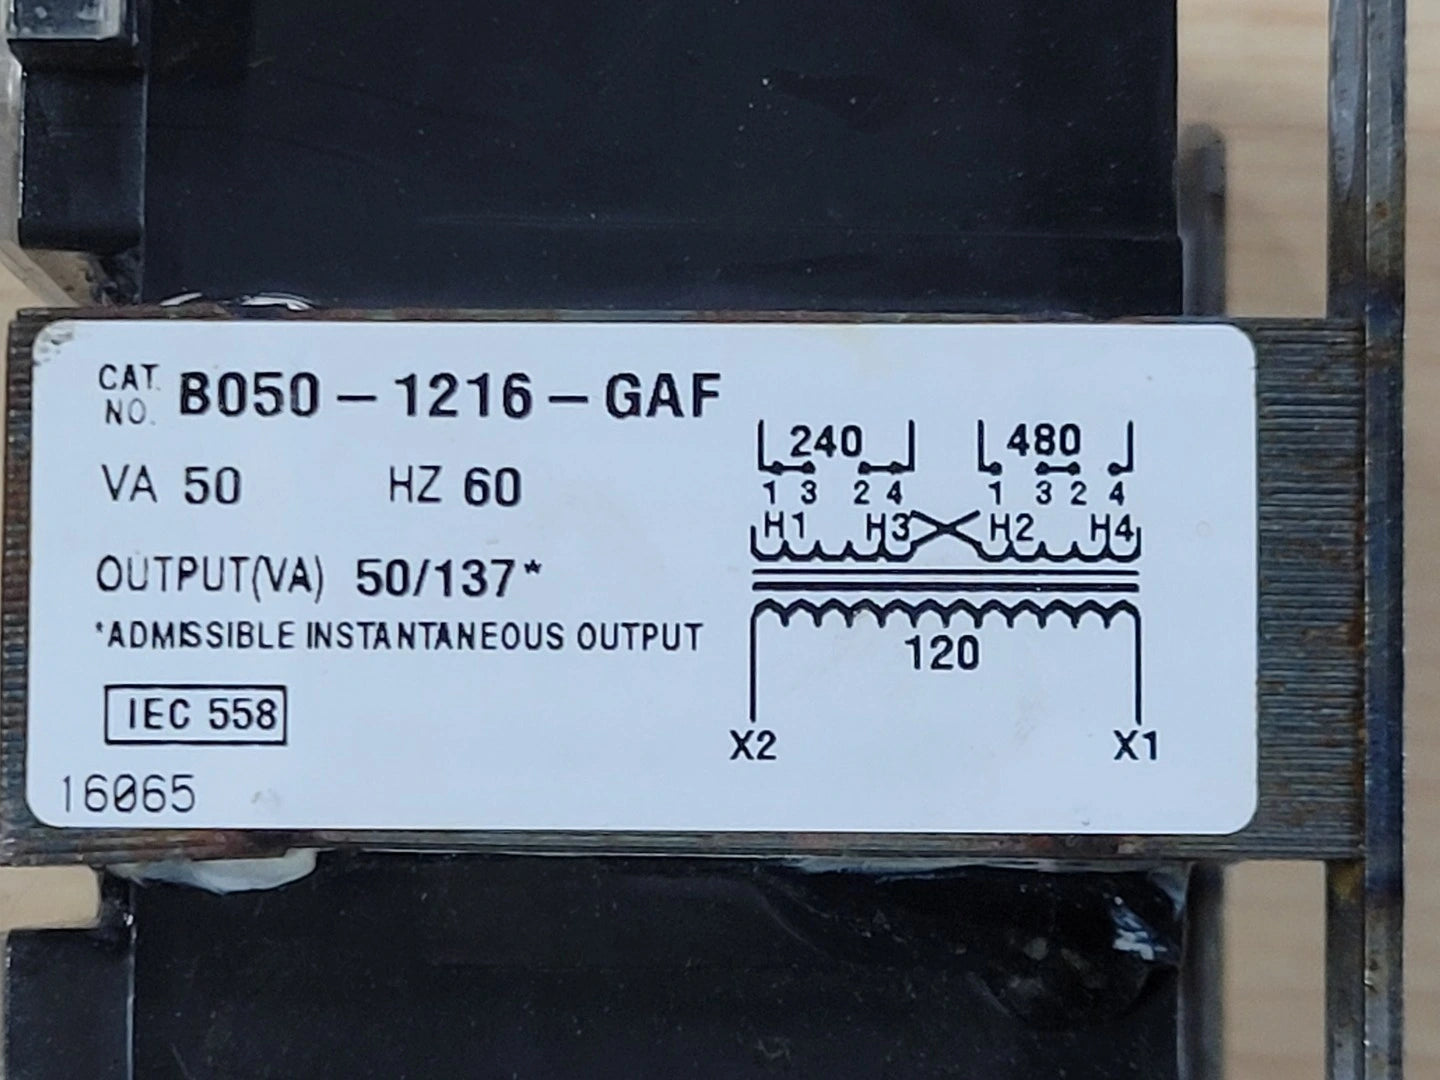 CAT. NO. B050-1216-GAF
VA 50 HZ 60
OUTPUT(VA) 50/137*
*ADMISSIBLE INSTANTANEOUS OUTPUT
IEC 558
16065
240 480
1 3 2 4 1 3 2 4
H1 H3 H2 H4
120
X2 X1